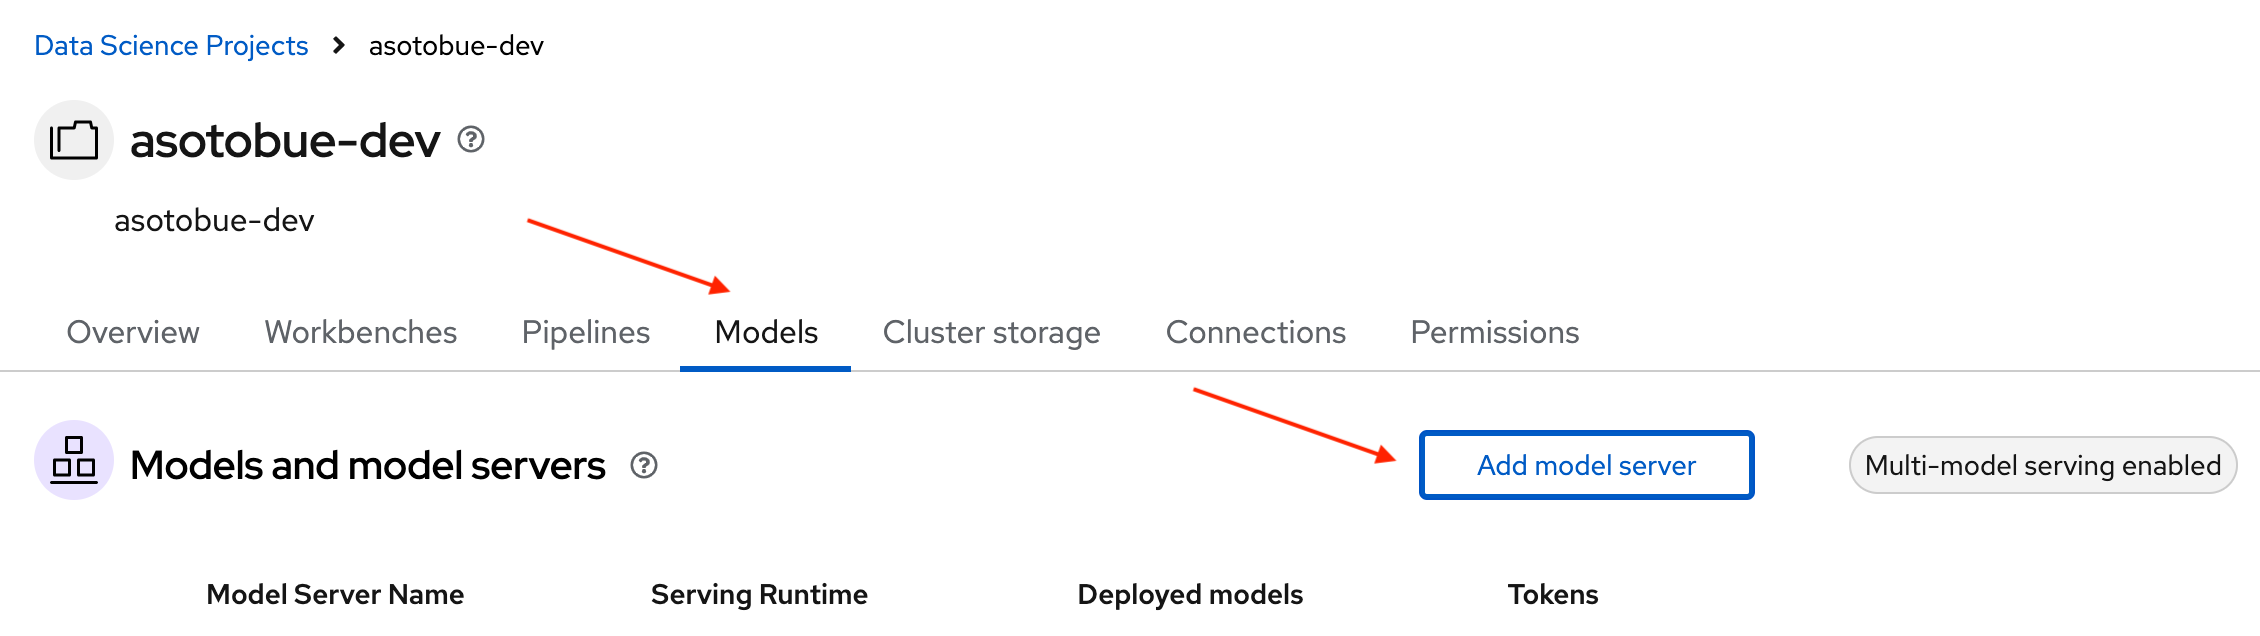 Data Science Projects > asotobue-dev
asotobue-dev
asotobue-dev
Overview Workbenches Pipelines Models Cluster storage Connections Permissions
Models and model servers Add model server Multi-model serving enabled
Model Server Name Serving Runtime Deployed models Tokens